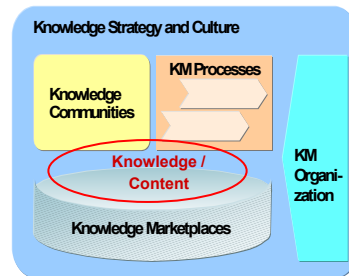 Knowledge Strategy and Culture
KM Processes
Knowledge
Communities
Knowledge /
Content
KM
Organi-
zation
Knowledge Marketplaces